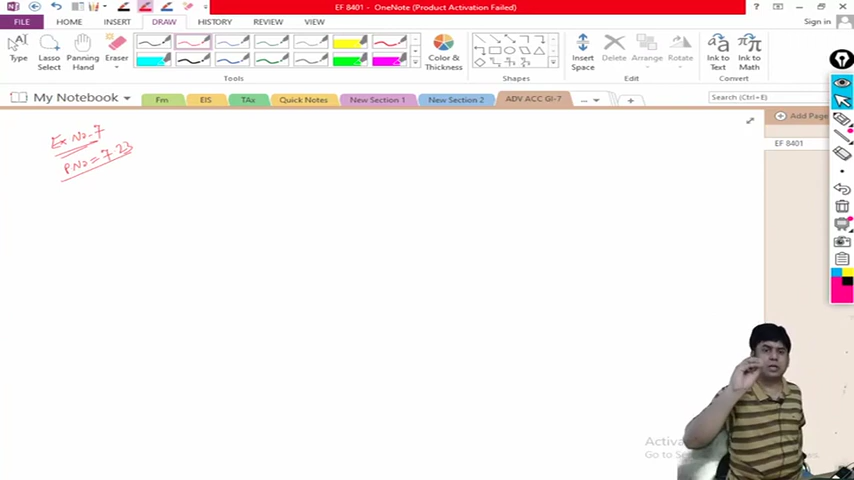 EF 8401 - OneNote (Product Activation Failed)
FILE HOME INSERT DRAW HISTORY REVIEW VIEW Sign in
Type Lasso Select Panning Hand Eraser Color & Thickness Insert Space Delete Arrange Rotate Ink to Text Ink to Math
Tools Shapes Edit Convert
My Notebook Fm EIS TAx Quick Notes New Section 1 New Section 2 ADV ACC GI-7 ... Search (Ctrl+E)
Add Page
EF 8401
Ex No-7
P.No = 7.23
Activa
Go to Se